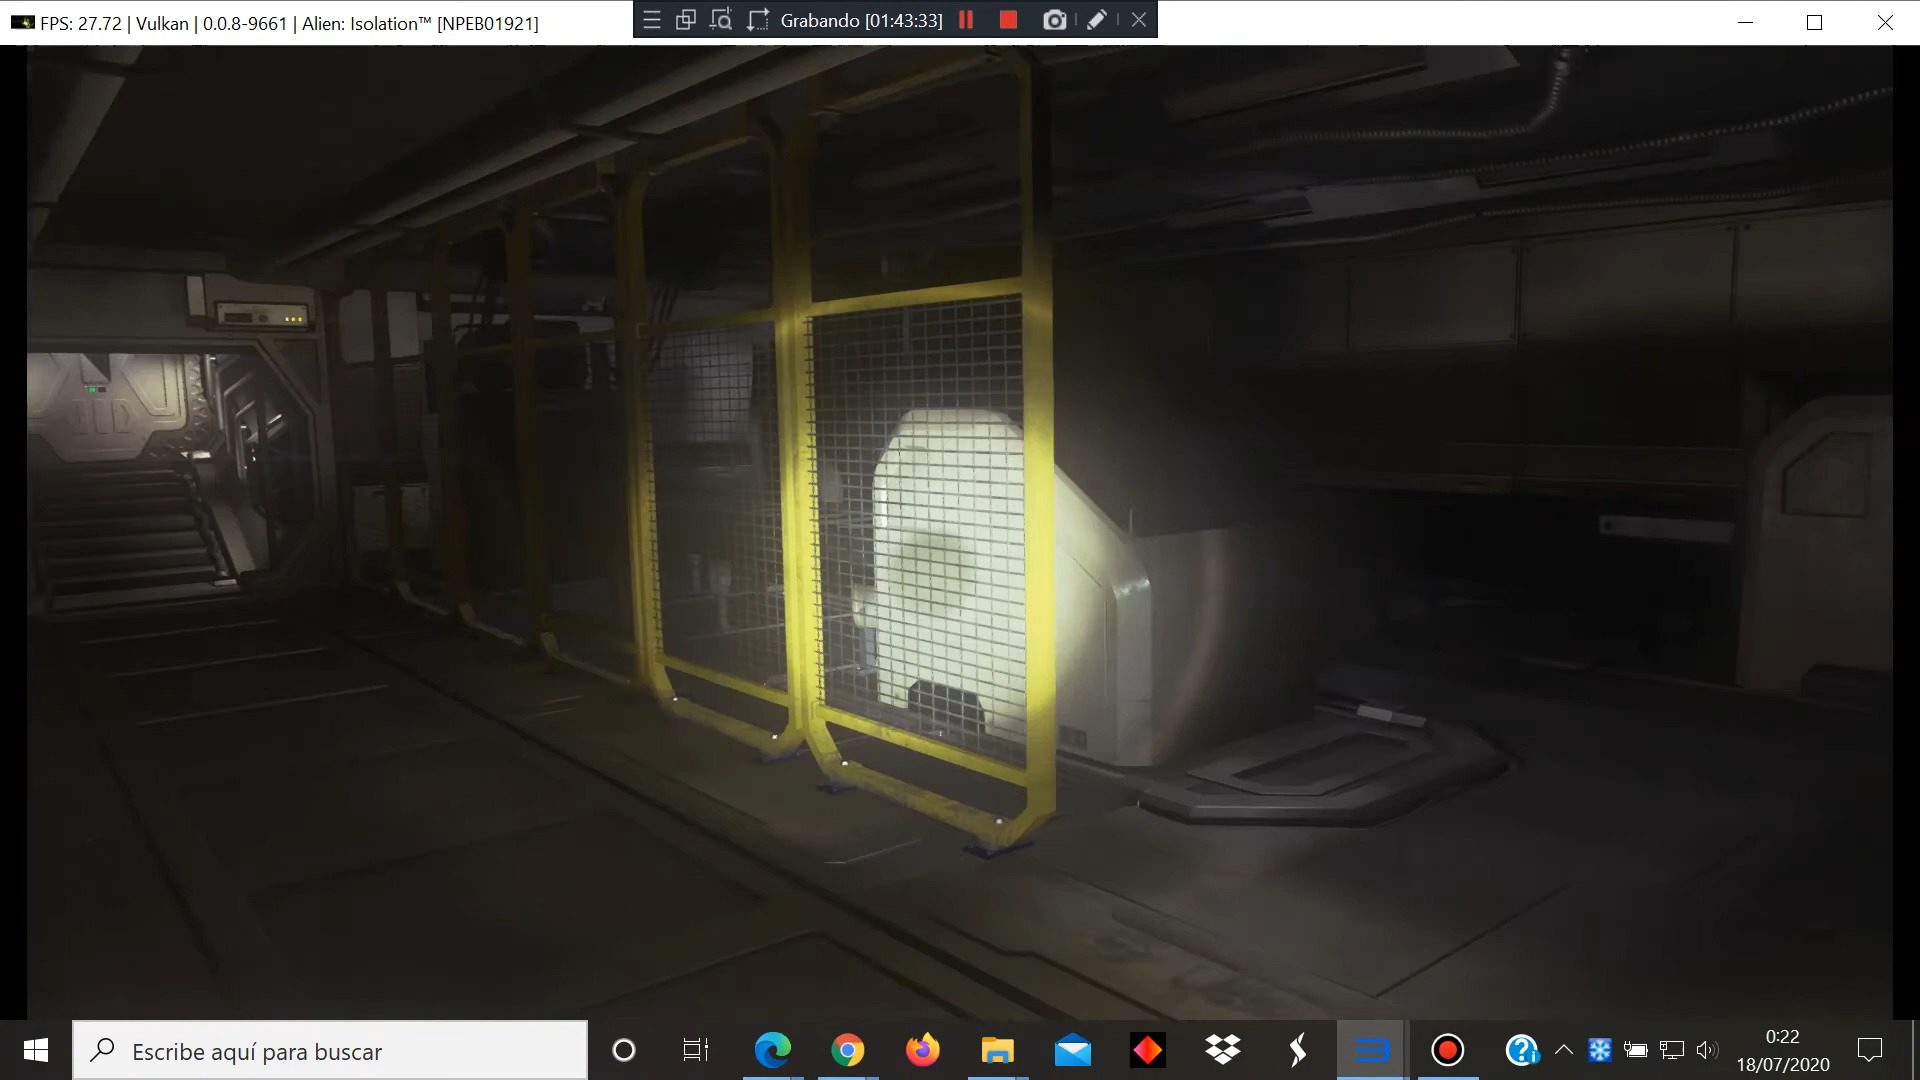 FPS: 27.72 | Vulkan | 0.0.8-9661 | Alien: Isolation™ [NPEB01921]
Grabando [01:43:33]
Escribe aquí para buscar
0:22
18/07/2020